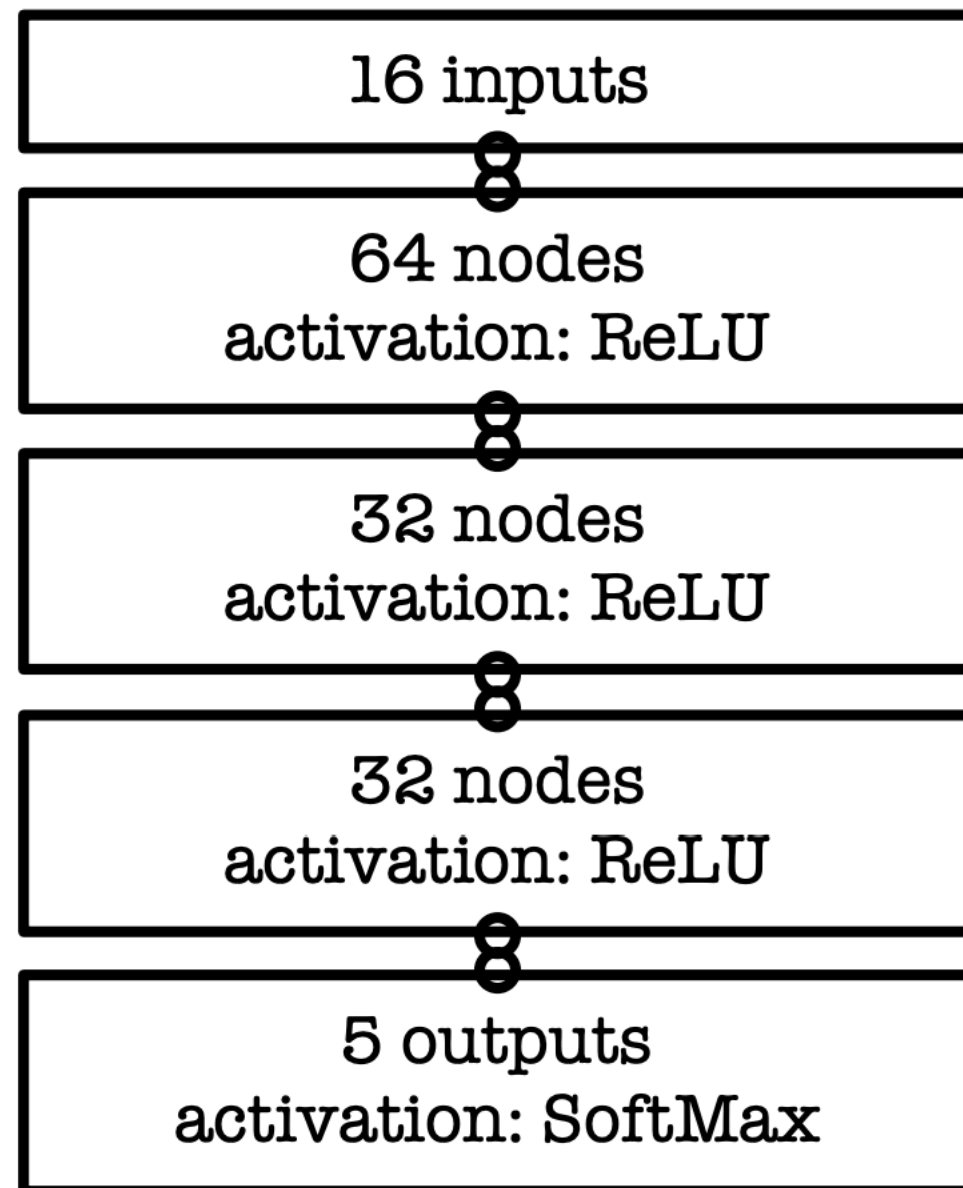 16 inputs
64 nodes
activation: ReLU
32 nodes
activation: ReLU
32 nodes
activation: ReLU
5 outputs
activation: SoftMax